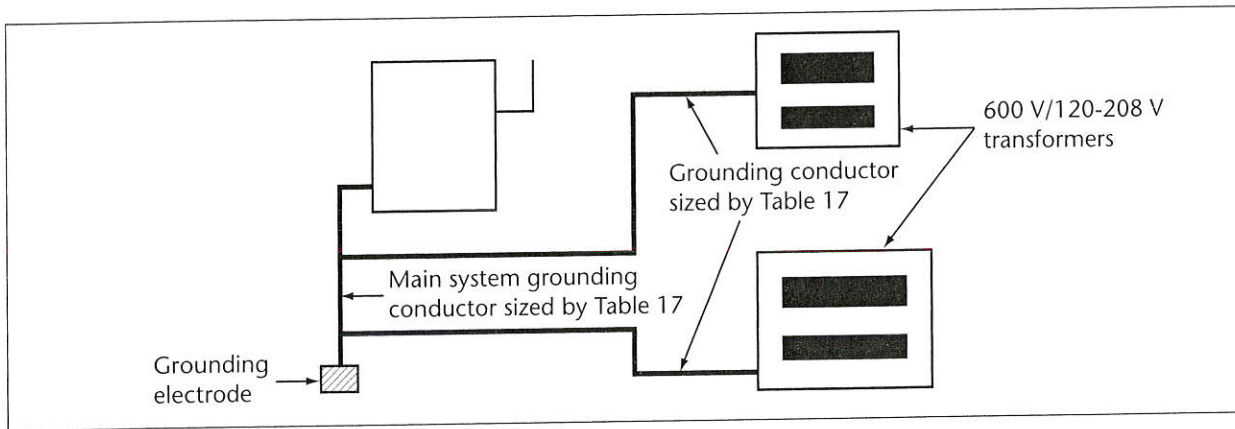 600 V/120-208 V
transformers
Grounding conductor
sized by Table 17
Main system grounding
conductor sized by Table 17
Grounding
electrode